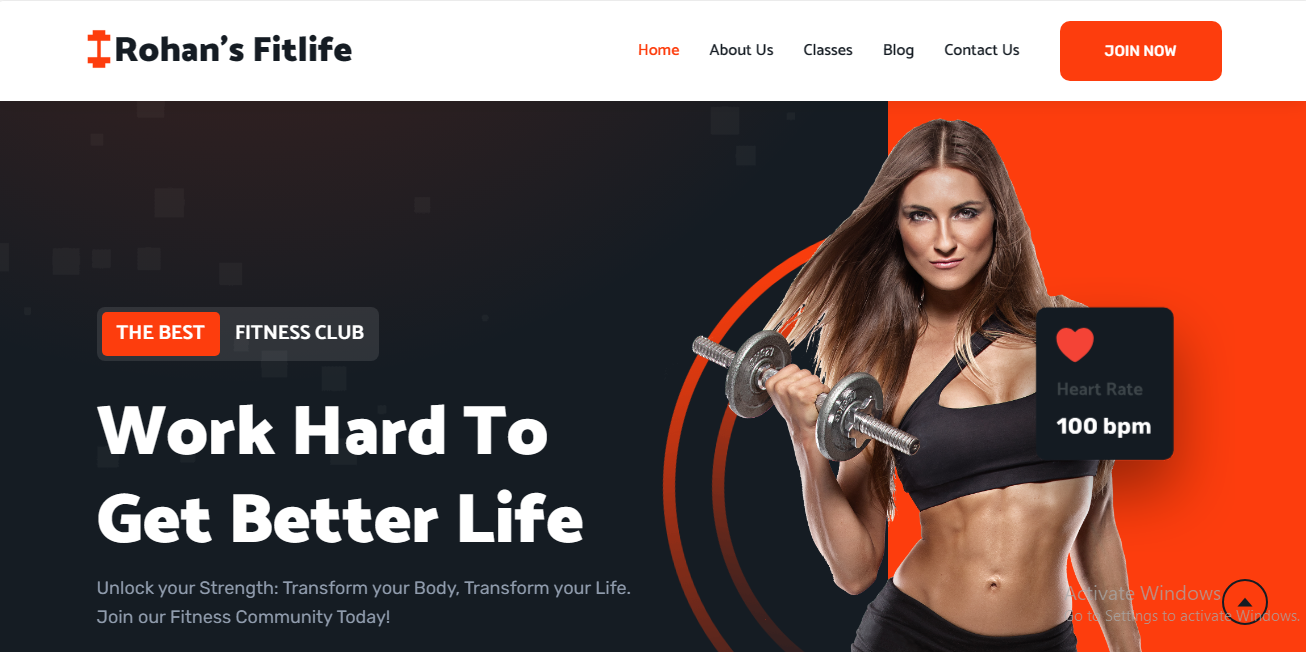 Rohan's Fitlife
Home About Us Classes Blog Contact Us JOIN NOW
THE BEST FITNESS CLUB
Work Hard To
Get Better Life
Unlock your Strength: Transform your Body, Transform your Life.
Join our Fitness Community Today!
Heart Rate
100 bpm
Activate Windows
Go to Settings to activate Windows.